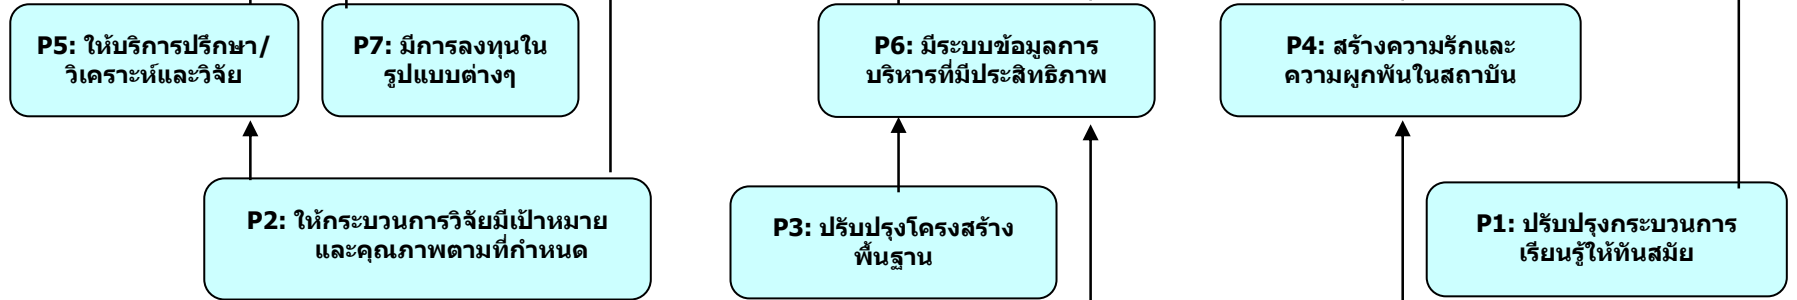 P5: ให้บริการปรึกษา/
วิเคราะห์และวิจัย
P7: มีการลงทุนใน
รูปแบบต่างๆ
P6: มีระบบข้อมูลการ
บริหารที่มีประสิทธิภาพ
P4: สร้างความรักและ
ความผูกพันในสถาบัน
P2: ให้กระบวนการวิจัยมีเป้าหมาย
และคุณภาพตามที่กำหนด
P3: ปรับปรุงโครงสร้าง
พื้นฐาน
P1: ปรับปรุงกระบวนการ
เรียนรู้ให้ทันสมัย